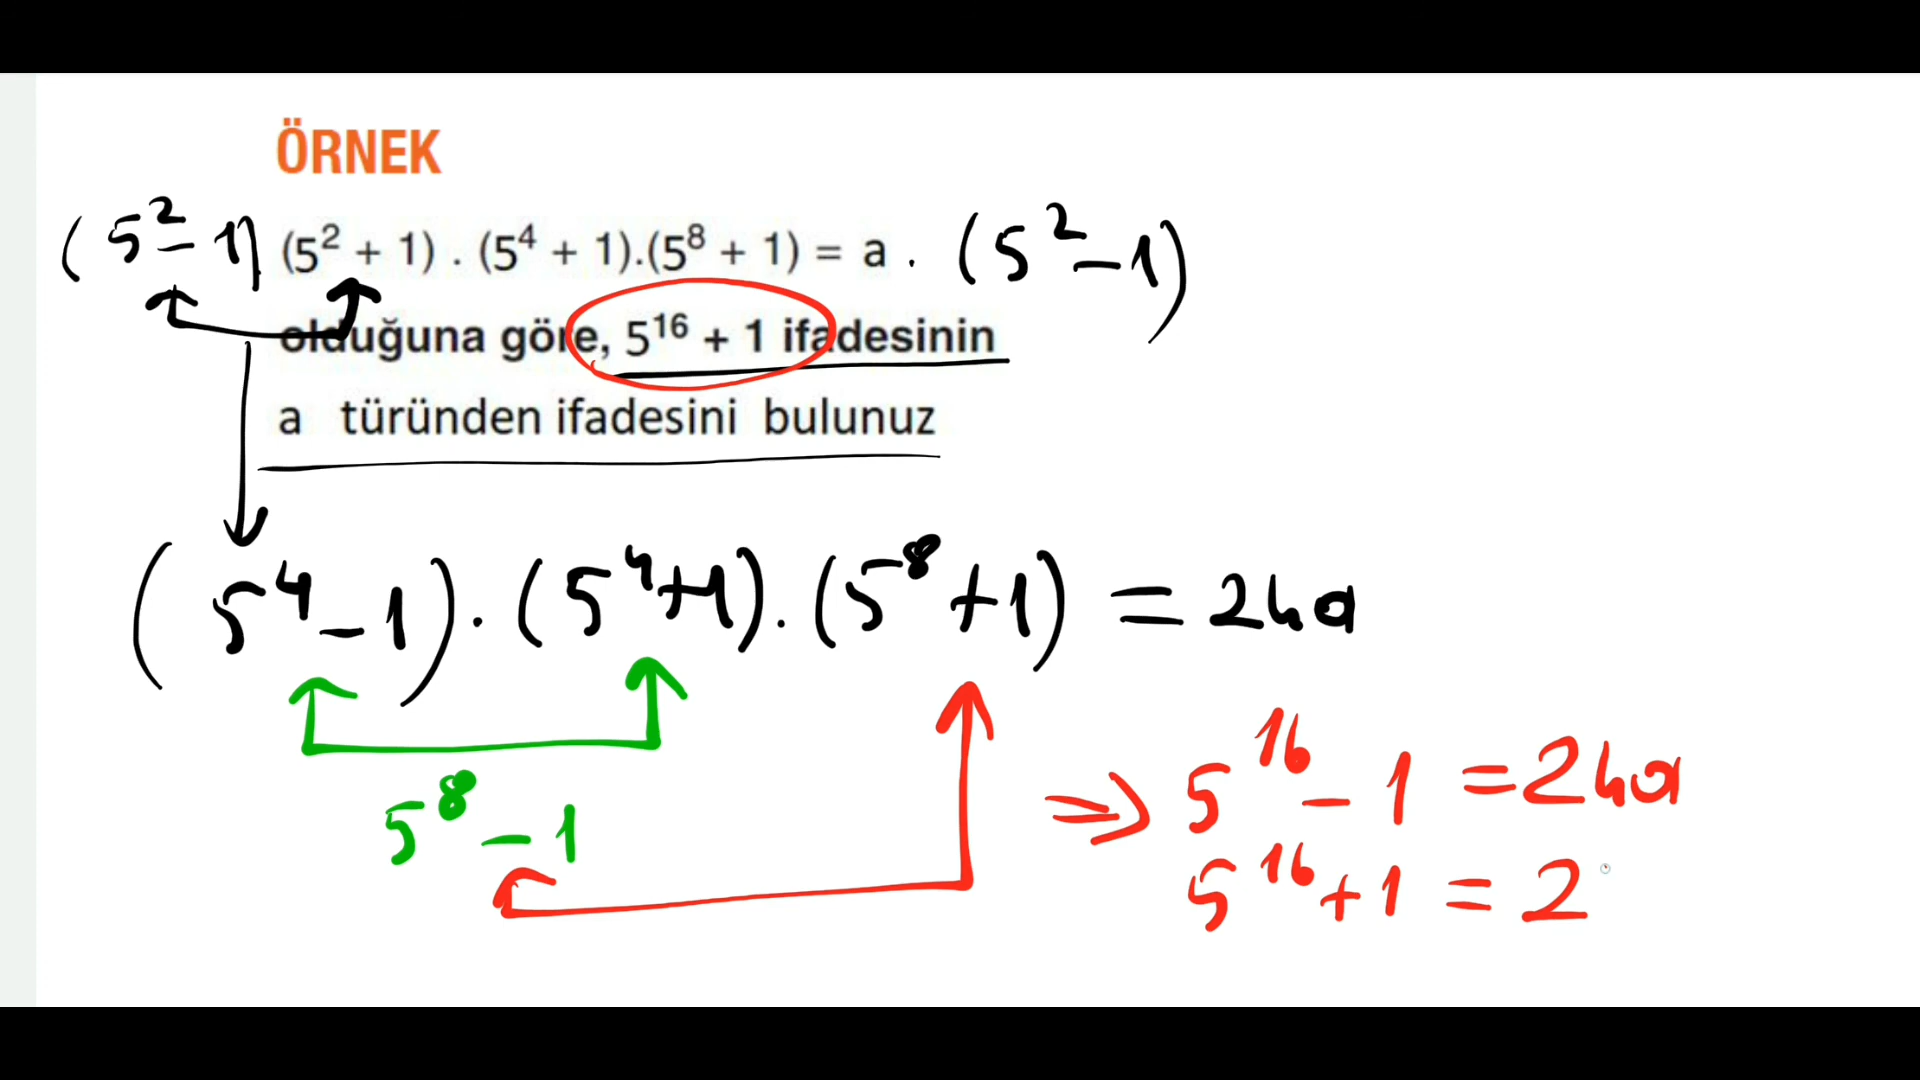 ÖRNEK
(5² - 1) (5² + 1) . (5⁴ + 1).(5⁸ + 1) = a . (5² - 1)
olduğuna göre, 5¹⁶ + 1 ifadesinin
a türünden ifadesini bulunuz
(5⁴ - 1) . (5⁴ + 1) . (5⁸ + 1) = 24a
5⁸ - 1
⇒ 5¹⁶ - 1 = 24a
5¹⁶ + 1 = 2